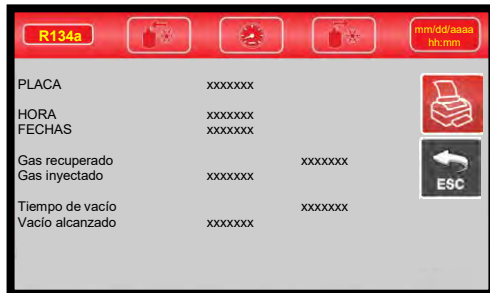 R134a
mm/dd/aaaa
hh:mm
PLACA xxxxxxx
HORA xxxxxxx
FECHAS xxxxxxx
Gas recuperado xxxxxxx
Gas inyectado xxxxxxx
Tiempo de vacío xxxxxxx
Vacío alcanzado xxxxxxx
ESC